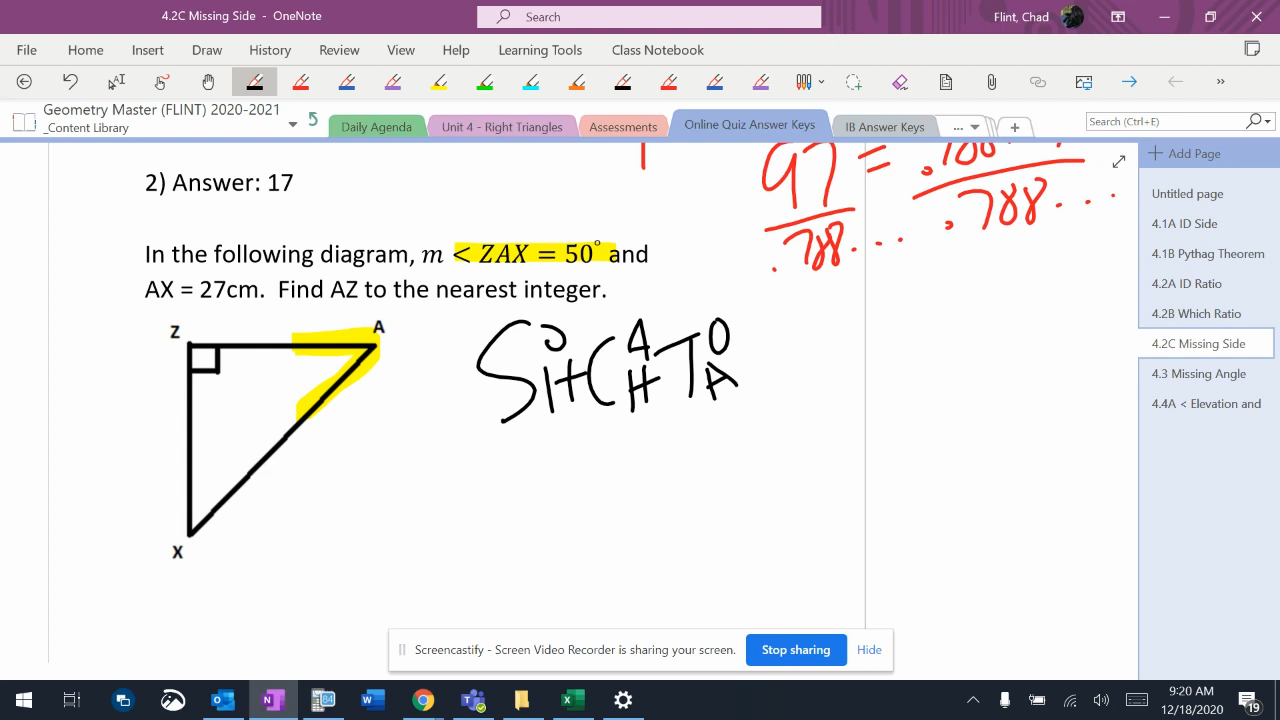 4.2C Missing Side - OneNote
Search
Flint, Chad
File Home Insert Draw History Review View Help Learning Tools Class Notebook
Geometry Master (FLINT) 2020-2021
_Content Library
Daily Agenda
Unit 4 - Right Triangles
Assessments
Online Quiz Answer Keys
IB Answer Keys
...
Search (Ctrl+E)
Add Page
Untitled page
4.1A ID Side
4.1B Pythag Theorem
4.2A ID Ratio
4.2B Which Ratio
4.2C Missing Side
4.3 Missing Angle
4.4A < Elevation and
97 =
.788...
.788...
2) Answer: 17
In the following diagram, m < ZAX = 50° and
AX = 27cm. Find AZ to the nearest integer.
Z
A
X
S O/H C A/H T O/A
Screencastify - Screen Video Recorder is sharing your screen.
Stop sharing
Hide
84
9:20 AM
12/18/2020
19